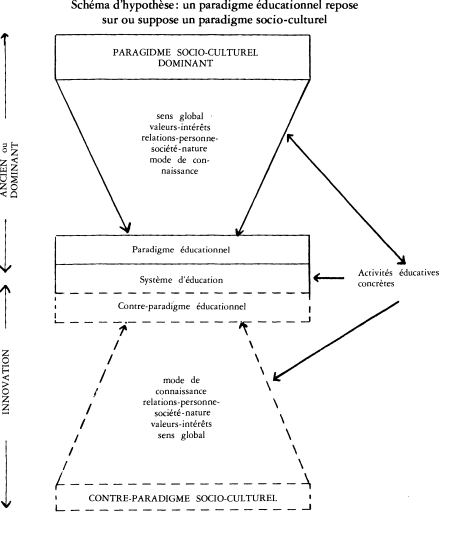 Schéma d'hypothèse: un paradigme éducationnel repose
sur ou suppose un paradigme socio-culturel
PARAGIDME SOCIO-CULTUREL
DOMINANT
sens global
valeurs-intérêts
relations-personne-
société-nature
mode de con-
naissance
ANCIEN ou
DOMINANT
Paradigme éducationnel
Système d'éducation
Contre-paradigme éducationnel
Activités éducatives
concrètes
INNOVATION
mode de
connaissance
relations-personne-
société-nature
valeurs-intérêts
sens global
CONTRE-PARADIGME SOCIO-CULTUREL